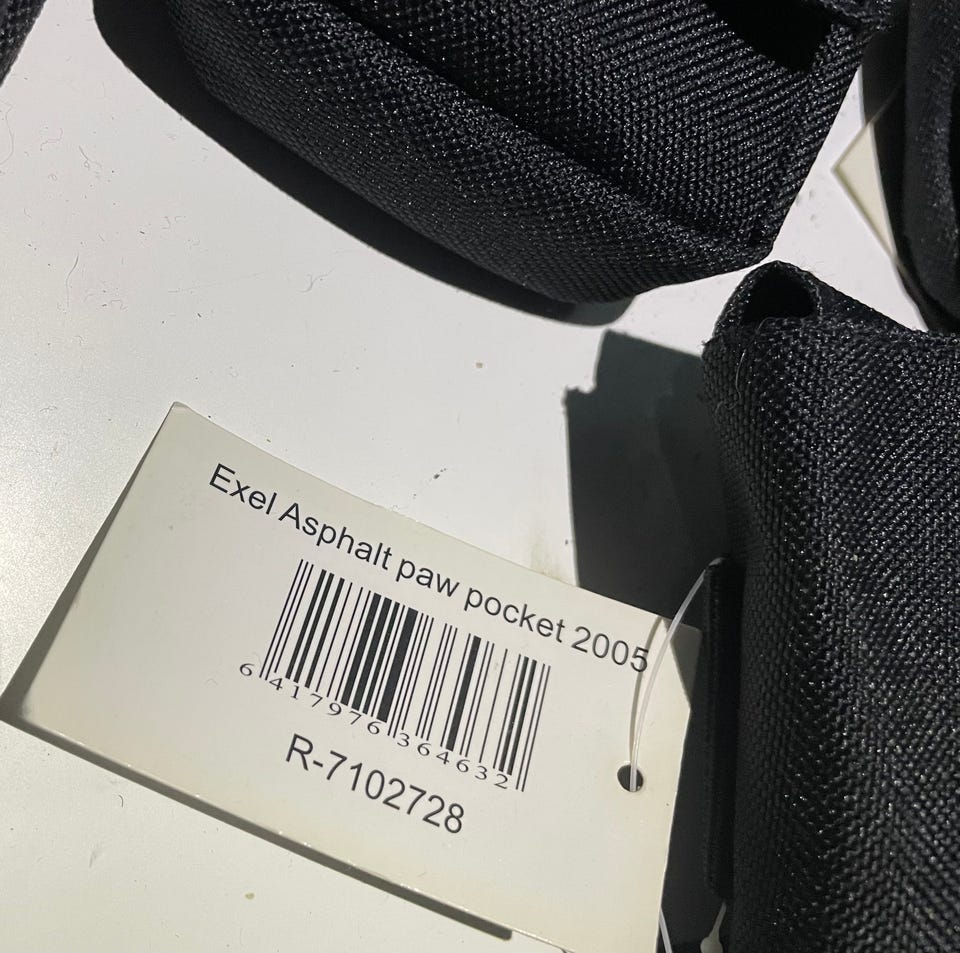 Exel Asphalt paw pocket 2005
6 417976 364632
R-7102728